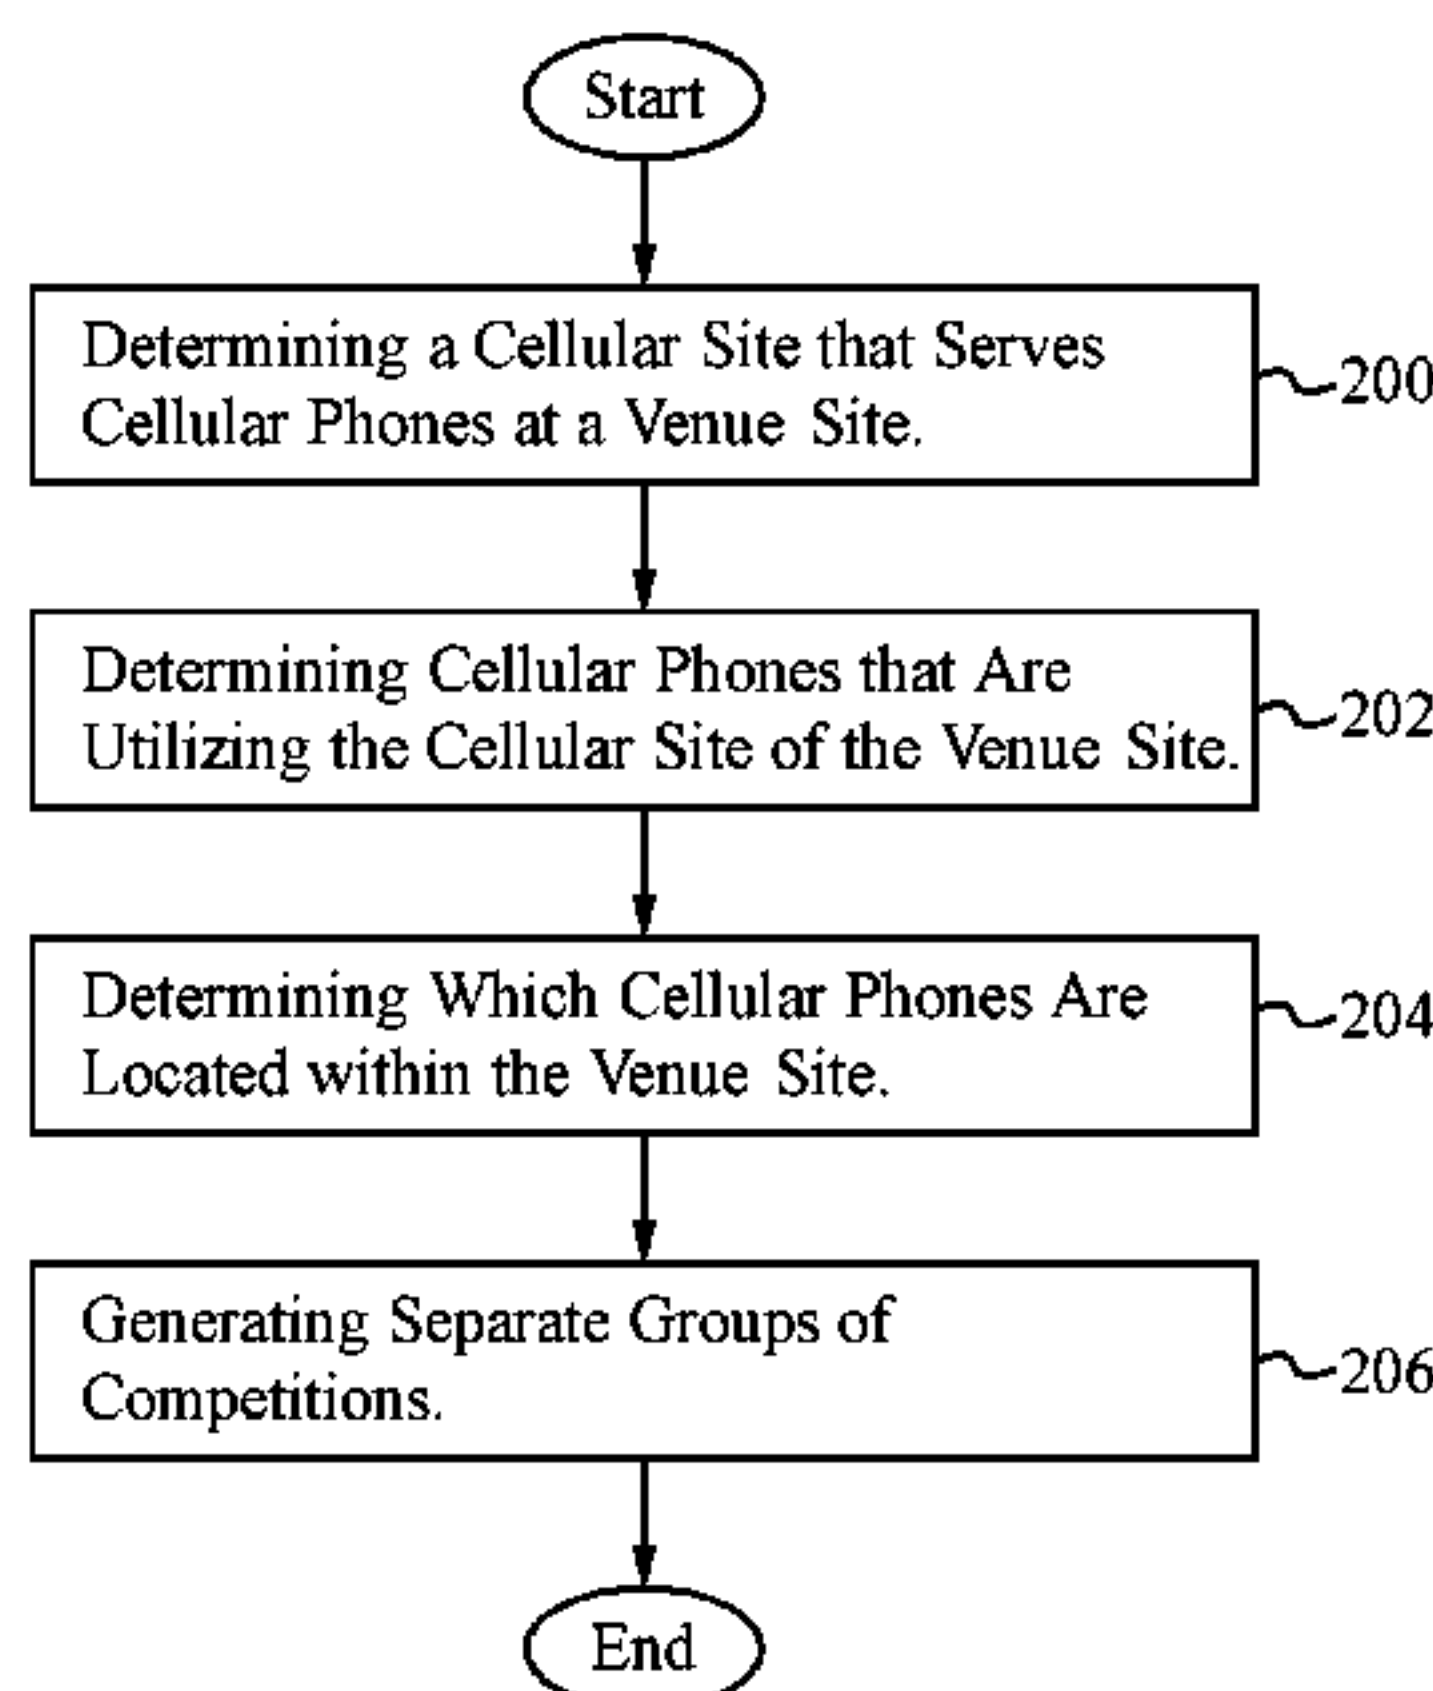 Start
Determining a Cellular Site that Serves
Cellular Phones at a Venue Site.
200
Determining Cellular Phones that Are
Utilizing the Cellular Site of the Venue Site.
202
Determining Which Cellular Phones Are
Located within the Venue Site.
204
Generating Separate Groups of
Competitions.
206
End